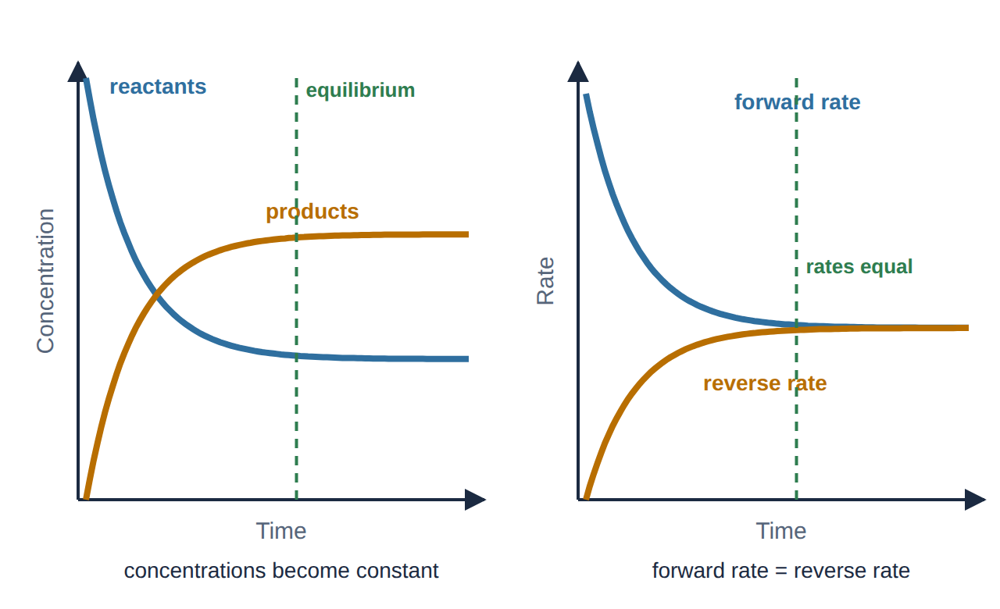 reactants
equilibrium
products
Concentration
Time
concentrations become constant
forward rate
rates equal
reverse rate
Rate
Time
forward rate = reverse rate